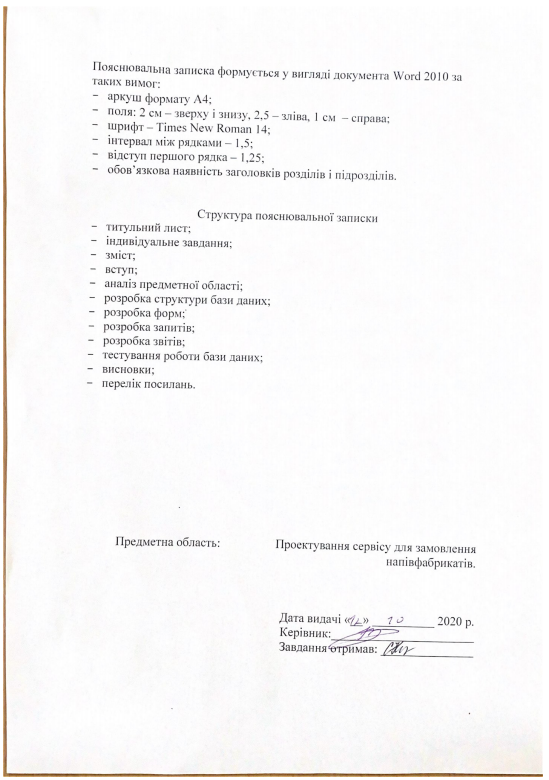 Пояснювальна записка формується у вигляді документа Word 2010 за
таких вимог:
− аркуш формату А4;
− поля: 2 см – зверху і знизу, 2,5 – зліва, 1 см – справа;
− шрифт – Times New Roman 14;
− інтервал між рядками – 1,5;
− відступ першого рядка – 1,25;
− обов’язкова наявність заголовків розділів і підрозділів.
Структура пояснювальної записки
− титульний лист;
− індивідуальне завдання;
− зміст;
− вступ;
− аналіз предметної області;
− розробка структури бази даних;
− розробка форм;
− розробка запитів;
− розробка звітів;
− тестування роботи бази даних;
− висновки;
− перелік посилань.
Предметна область: Проектування сервісу для замовлення
напівфабрикатів.
Дата видачі «» 10 2020 р.
Керівник:
Завдання отримав: